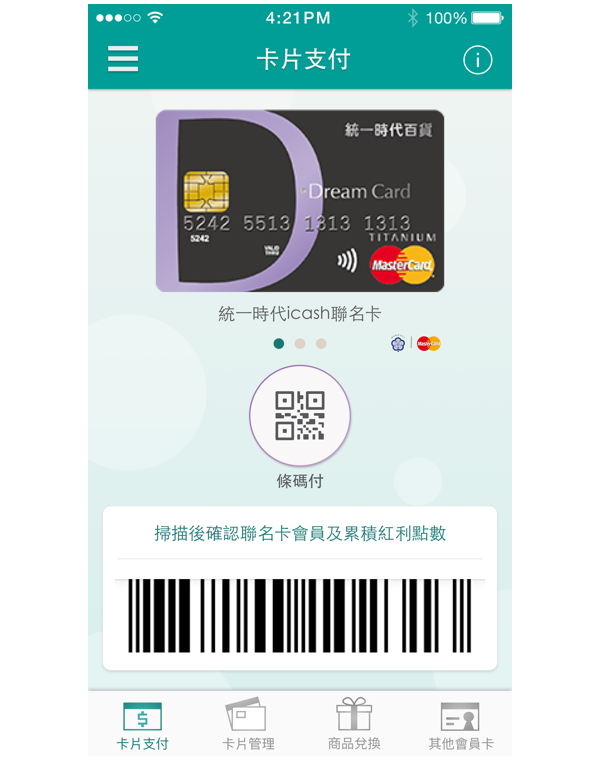 4:21PM
100%
卡片支付
統一時代百貨
Dream Card
5242 5513 1313 1313
5242
VALID
THRU
TITANIUM
MasterCard
統一時代icash聯名卡
MasterCard
條碼付
掃描後確認聯名卡會員及累積紅利點數
卡片支付
卡片管理
商品兌換
其他會員卡